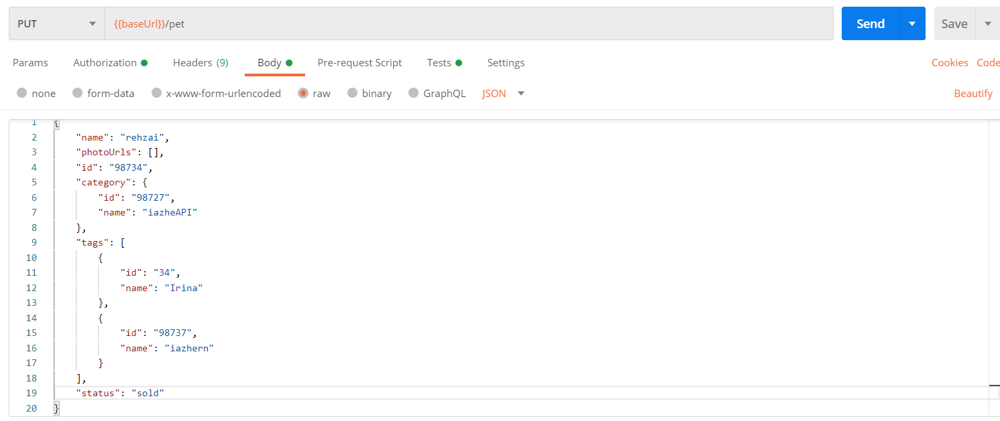 PUT {{baseUrl}}/pet Send Save
Params Authorization Headers (9) Body Pre-request Script Tests Settings Cookies Code
none form-data x-www-form-urlencoded raw binary GraphQL JSON Beautify
1 {
2 "name": "rehzai",
3 "photoUrls": [],
4 "id": "98734",
5 "category": {
6 "id": "98727",
7 "name": "iazheAPI"
8 },
9 "tags": [
10 {
11 "id": "34",
12 "name": "Irina"
13 },
14 {
15 "id": "98737",
16 "name": "iazhern"
17 }
18 ],
19 "status": "sold"
20 }